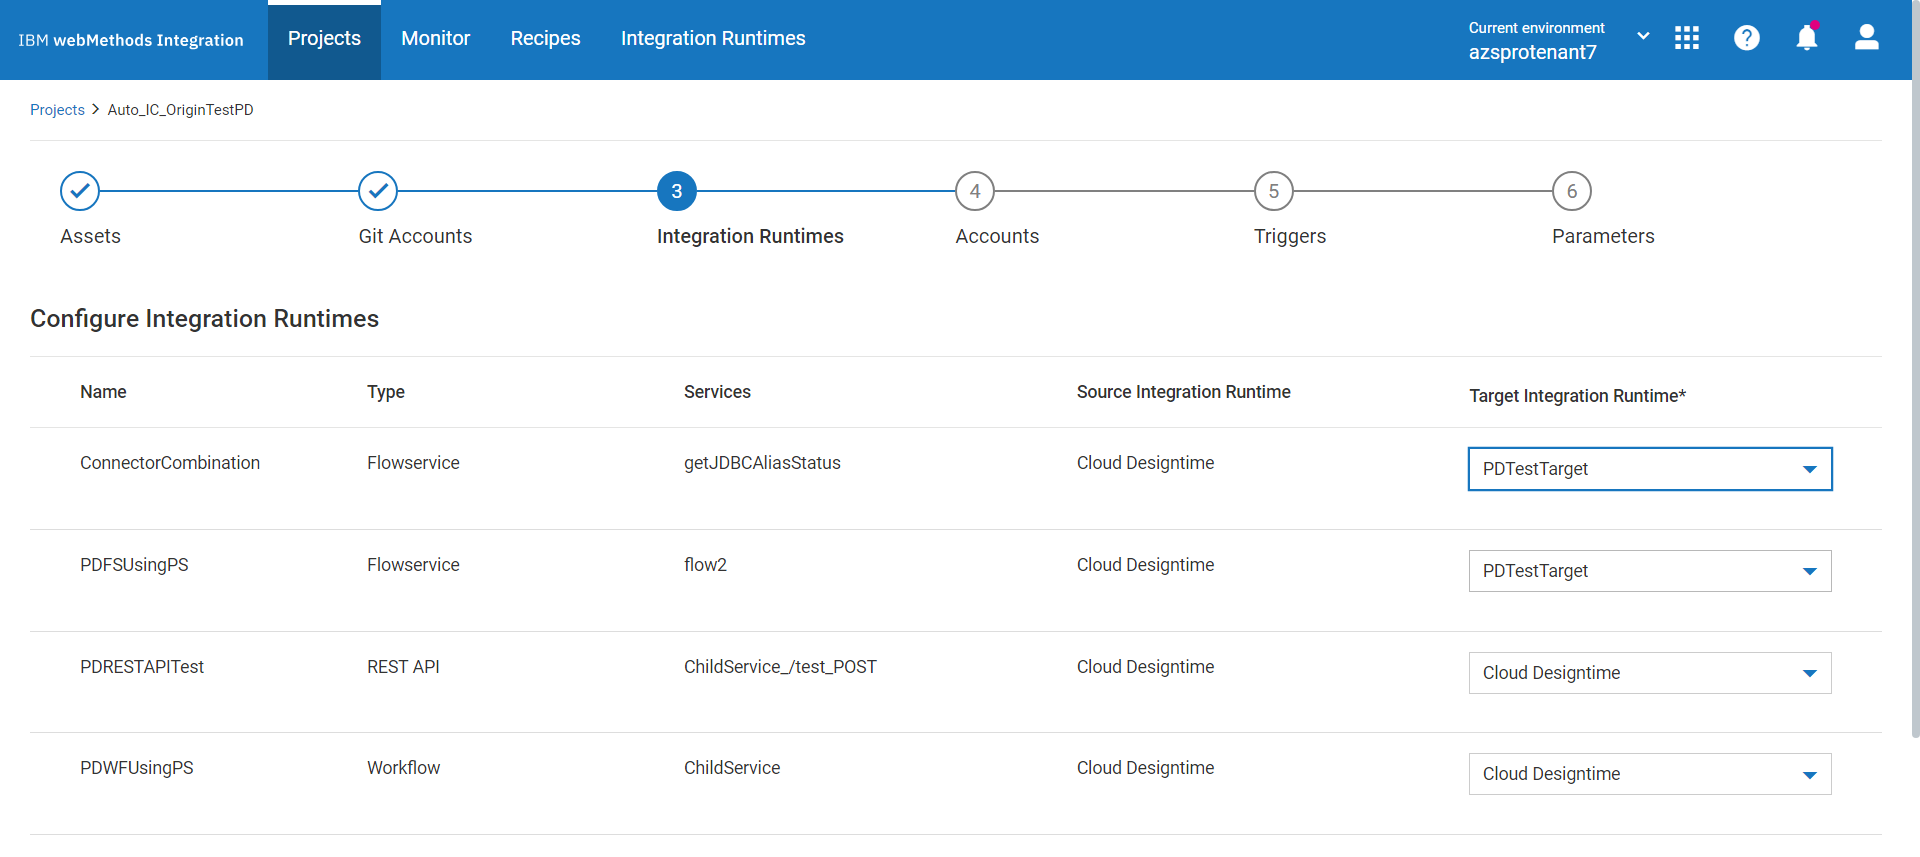 IBM webMethods Integration
Projects
Monitor
Recipes
Integration Runtimes
Current environment
azsprotenant7
?
Projects > Auto_IC_OriginTestPD
3
4
5
6
Assets
Git Accounts
Integration Runtimes
Accounts
Triggers
Parameters
Configure Integration Runtimes
Name Type Services Source Integration Runtime Target Integration Runtime*
ConnectorCombination Flowservice getJDBCAliasStatus Cloud Designtime PDTestTarget
PDFSUsingPS Flowservice flow2 Cloud Designtime PDTestTarget
PDRESTAPITest REST API ChildService_/test_POST Cloud Designtime Cloud Designtime
PDWFUsingPS Workflow ChildService Cloud Designtime Cloud Designtime